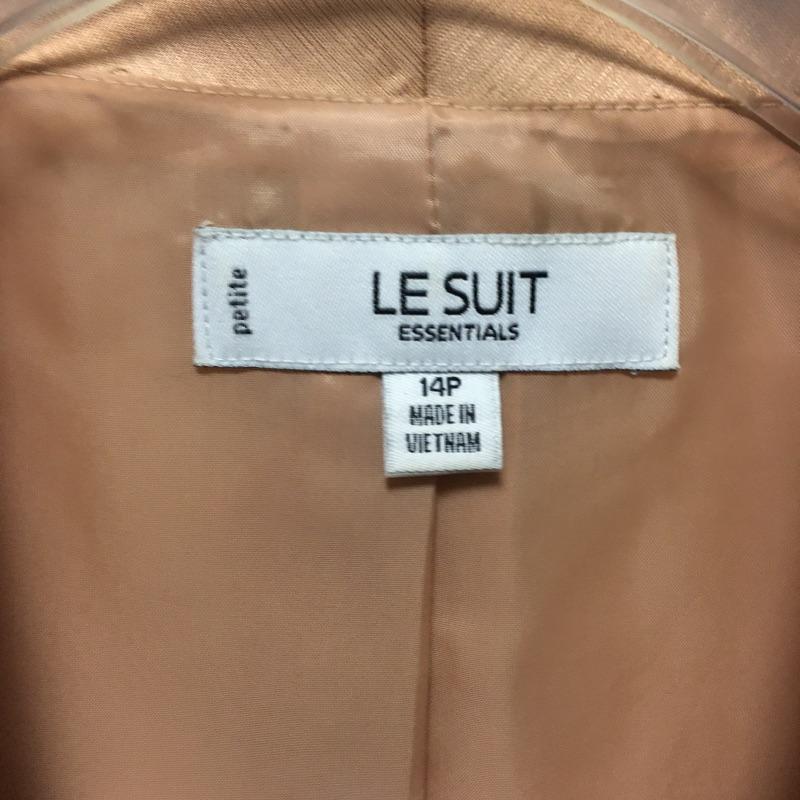 petite
LE SUIT
ESSENTIALS
14P
MADE IN
VIETNAM